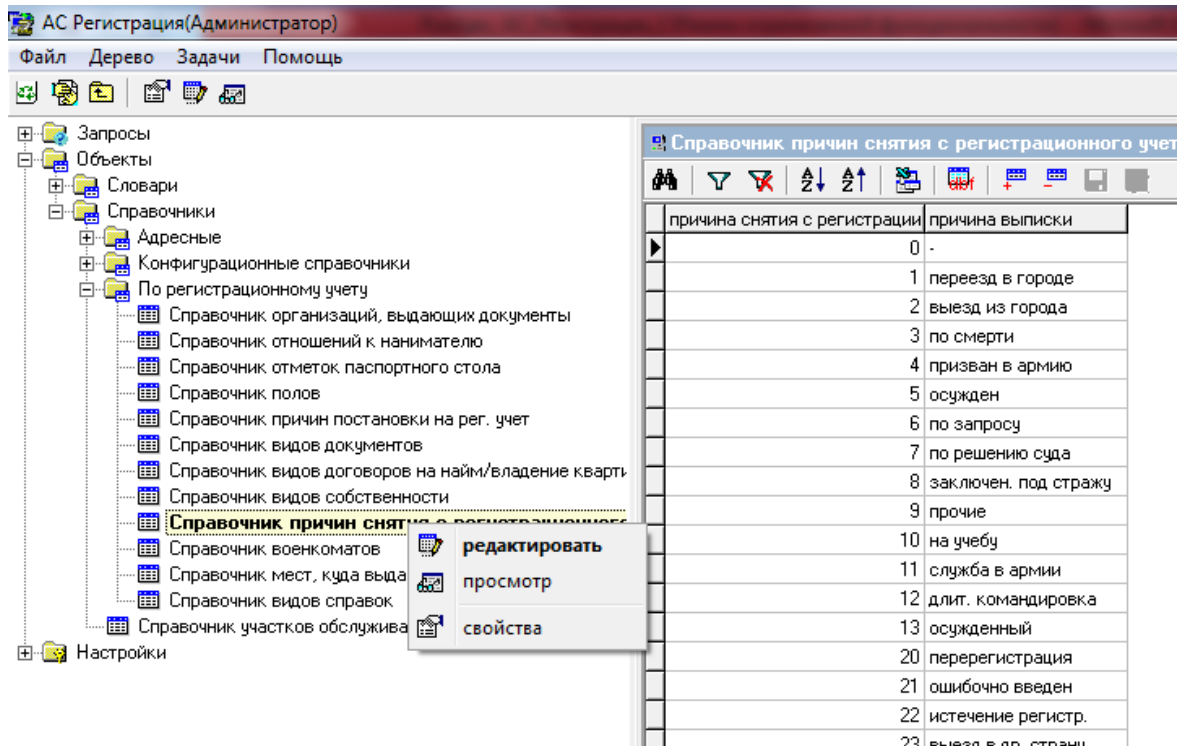 АС Регистрация(Администратор)
Файл Дерево Задачи Помощь
Запросы
Объекты
Словари
Справочники
Адресные
Конфигурационные справочники
По регистрационному учету
Справочник организаций, выдающих документы
Справочник отношений к нанимателю
Справочник отметок паспортного стола
Справочник полов
Справочник причин постановки на рег. учет
Справочник видов документов
Справочник видов договоров на найм/владение кварти
Справочник видов собственности
Справочник причин снятия с регистрационного
Справочник военкоматов
Справочник мест, куда выда
Справочник видов справок
Справочник участков обслужива
Настройки
редактировать
просмотр
свойства
Справочник причин снятия с регистрационного учет
причина снятия с регистрации причина выписки
0 -
1 переезд в городе
2 выезд из города
3 по смерти
4 призван в армию
5 осужден
6 по запросу
7 по решению суда
8 заключен. под стражу
9 прочие
10 на учебу
11 служба в армии
12 длит. командировка
13 осужденный
20 перерегистрация
21 ошибочно введен
22 истечение регистр.
23 выезд в др. страну